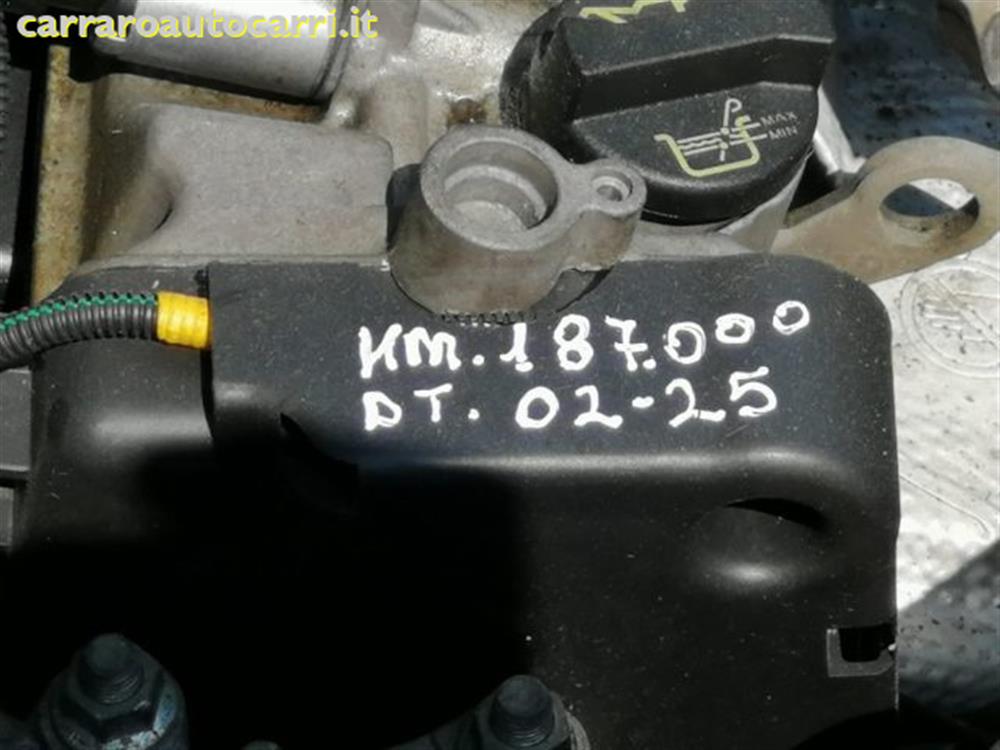 carraroautocarri.it
MAX
MIN
KM. 187.000
DT. 02-25